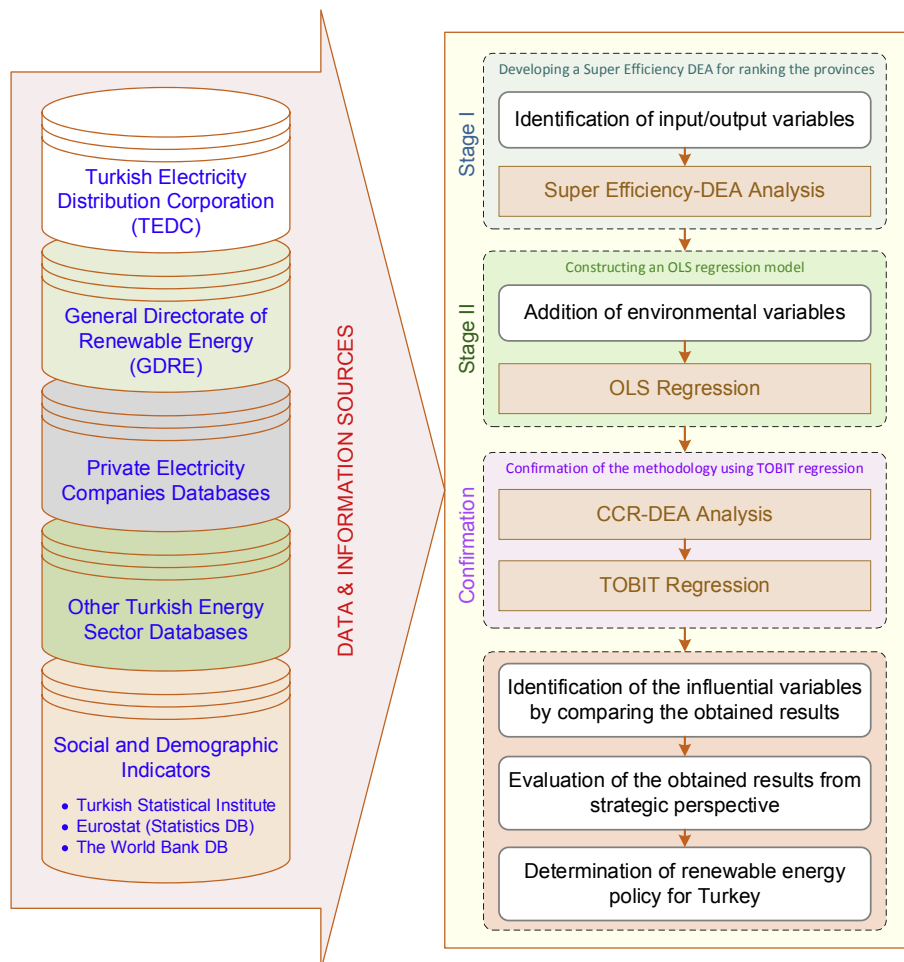 Turkish Electricity
Distribution Corporation
(TEDC)
General Directorate of
Renewable Energy
(GDRE)
Private Electricity
Companies Databases
Other Turkish Energy
Sector Databases
Social and Demographic
Indicators
• Turkish Statistical Institute
• Eurostat (Statistics DB)
• The World Bank DB
DATA & INFORMATION SOURCES
Stage I
Developing a Super Efficiency DEA for ranking the provinces
Identification of input/output variables
Super Efficiency-DEA Analysis
Stage II
Constructing an OLS regression model
Addition of environmental variables
OLS Regression
Confirmation
Confirmation of the methodology using TOBIT regression
CCR-DEA Analysis
TOBIT Regression
Identification of the influential variables
by comparing the obtained results
Evaluation of the obtained results from
strategic perspective
Determination of renewable energy
policy for Turkey